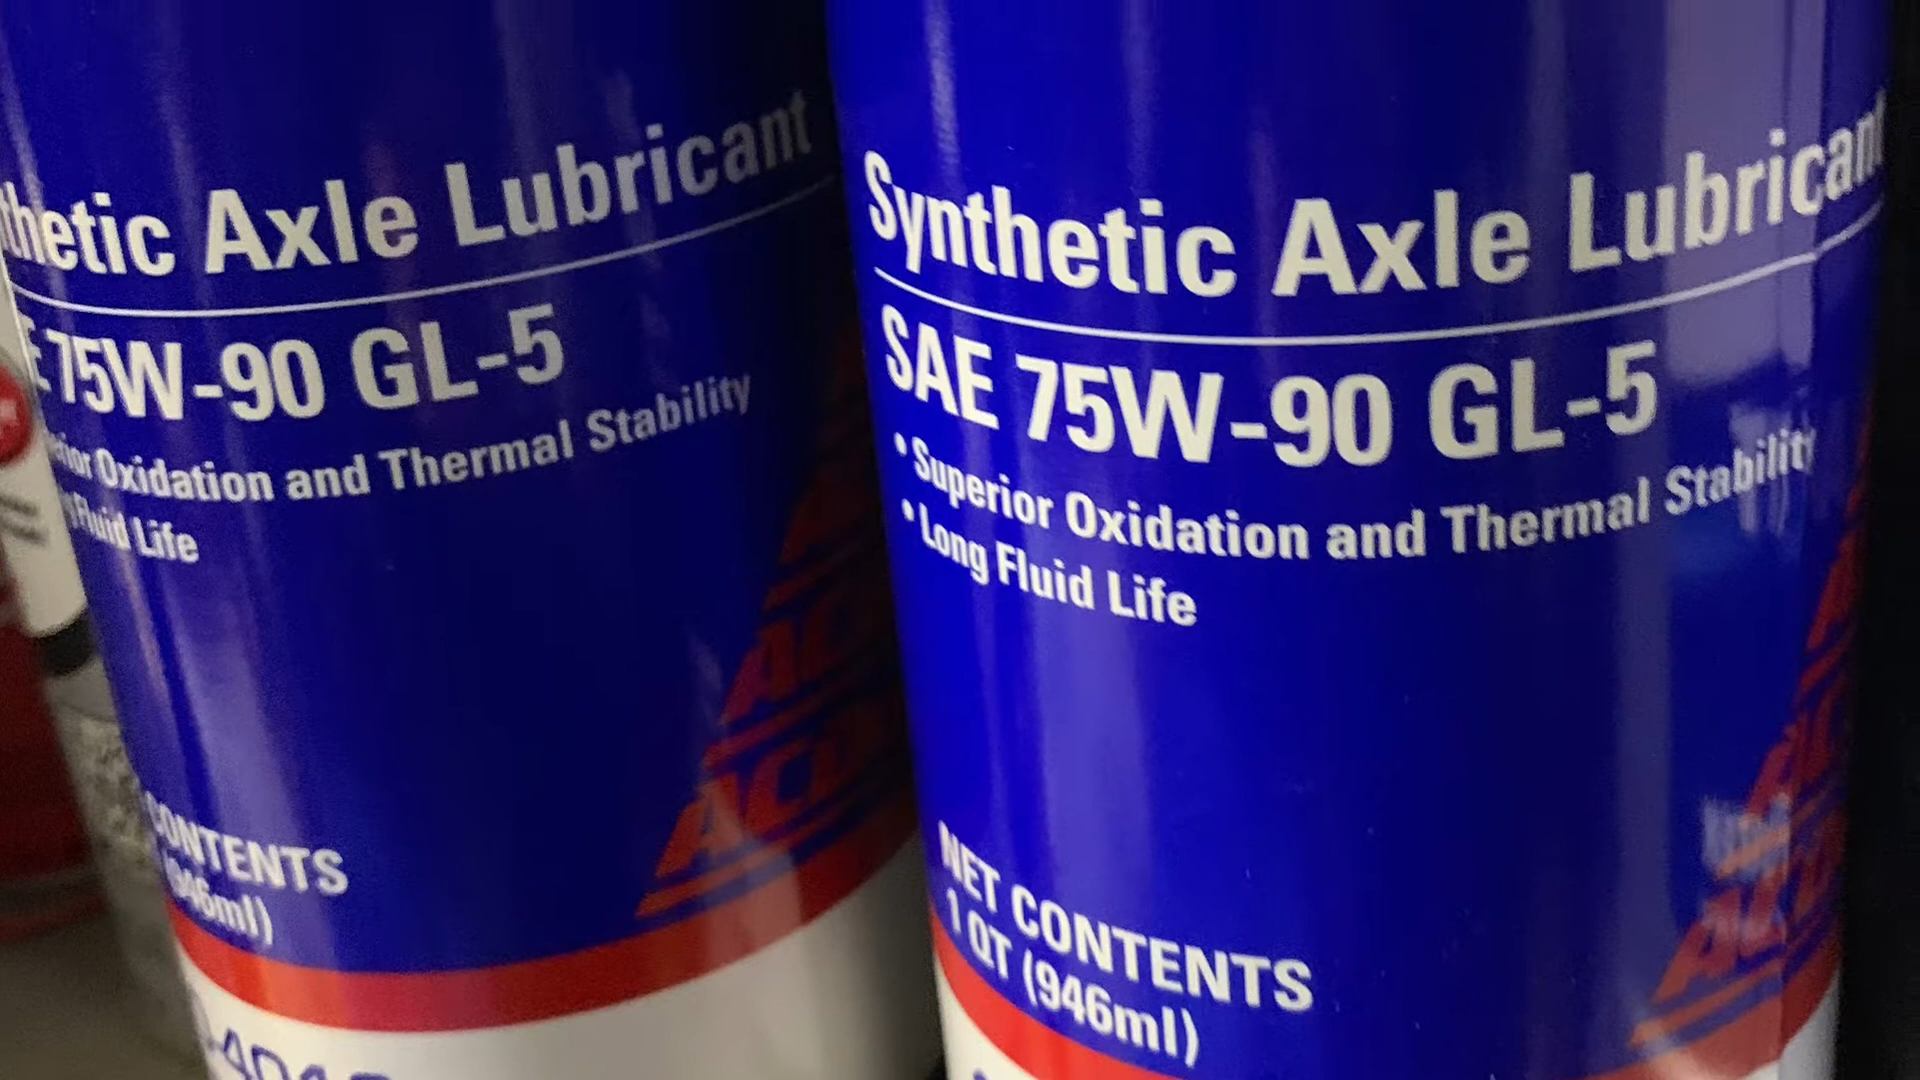 thetic Axle Lubricant
75W-90 GL-5
Oxidation and Thermal Stability
Fluid Life
CONTENTS
946ml)
Synthetic Axle Lubricant
SAE 75W-90 GL-5
• Superior Oxidation and Thermal Stability
• Long Fluid Life
NET CONTENTS
1 QT (946ml)